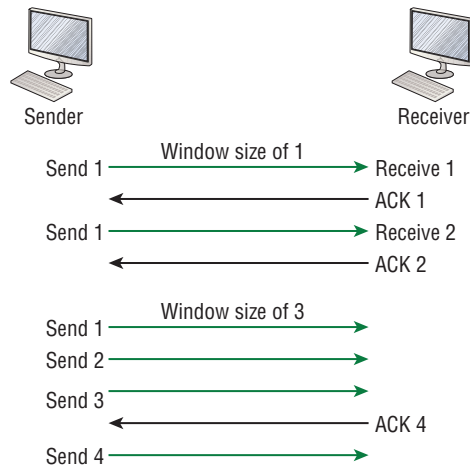 Sender Receiver
Window size of 1
Send 1 Receive 1
ACK 1
Send 1 Receive 2
ACK 2
Window size of 3
Send 1
Send 2
Send 3
ACK 4
Send 4